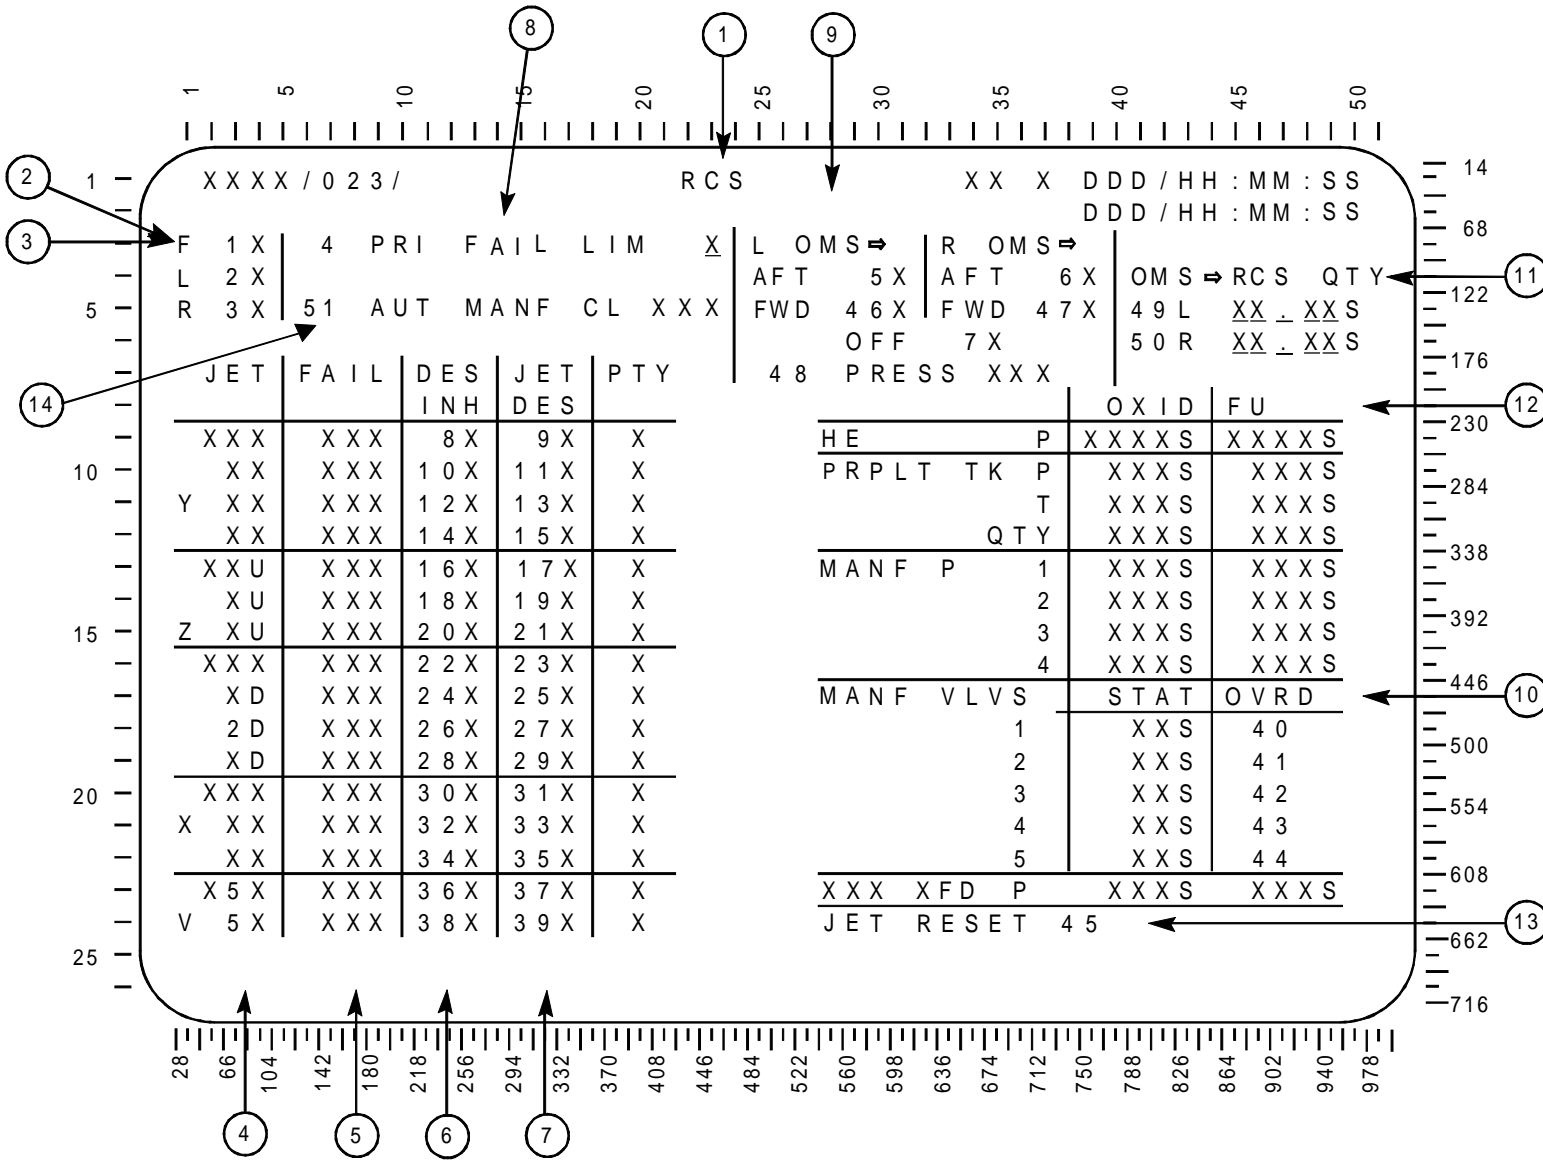 8 1 9
1 5 10 15 20 25 30 35 40 45 50
2 1 XXXX/023/ RCS XX X DDD/HH:MM:SS 14
DDD/HH:MM:SS
3 F 1X 4 PRI FAIL LIM X L OMS⇒ R OMS⇒ 68
L 2X AFT 5X AFT 6X OMS⇒RCS QTY 11
5 R 3X 51 AUT MANF CL XXX FWD 46X FWD 47X 49L XX.XXS 122
OFF 7X 50R XX.XXS
JET FAIL DES JET PTY 48 PRESS XXX 176
14 INH DES OXID FU 12
XXX XXX 8X 9X X HE P XXXXS XXXXS 230
10 XX XXX 10X 11X X PRPLT TK P XXXS XXXS
Y XX XXX 12X 13X X T XXXS XXXS 284
XX XXX 14X 15X X QTY XXXS XXXS
XXU XXX 16X 17X X MANF P 1 XXXS XXXS 338
XU XXX 18X 19X X 2 XXXS XXXS
15 Z XU XXX 20X 21X X 3 XXXS XXXS 392
XXX XXX 22X 23X X 4 XXXS XXXS
XD XXX 24X 25X X MANF VLVS STAT OVRD 446 10
2D XXX 26X 27X X 1 XXS 40
XD XXX 28X 29X X 2 XXS 41 500
20 XXX XXX 30X 31X X 3 XXS 42
X XX XXX 32X 33X X 4 XXS 43 554
XX XXX 34X 35X X 5 XXS 44
X5X XXX 36X 37X X XXX XFD P XXXS XXXS 608
V 5X XXX 38X 39X X JET RESET 45 13
25 662
716
28 66 104 142 180 218 256 294 332 370 408 446 484 522 560 598 636 674 712 750 788 826 864 902 940 978
4 5 6 7